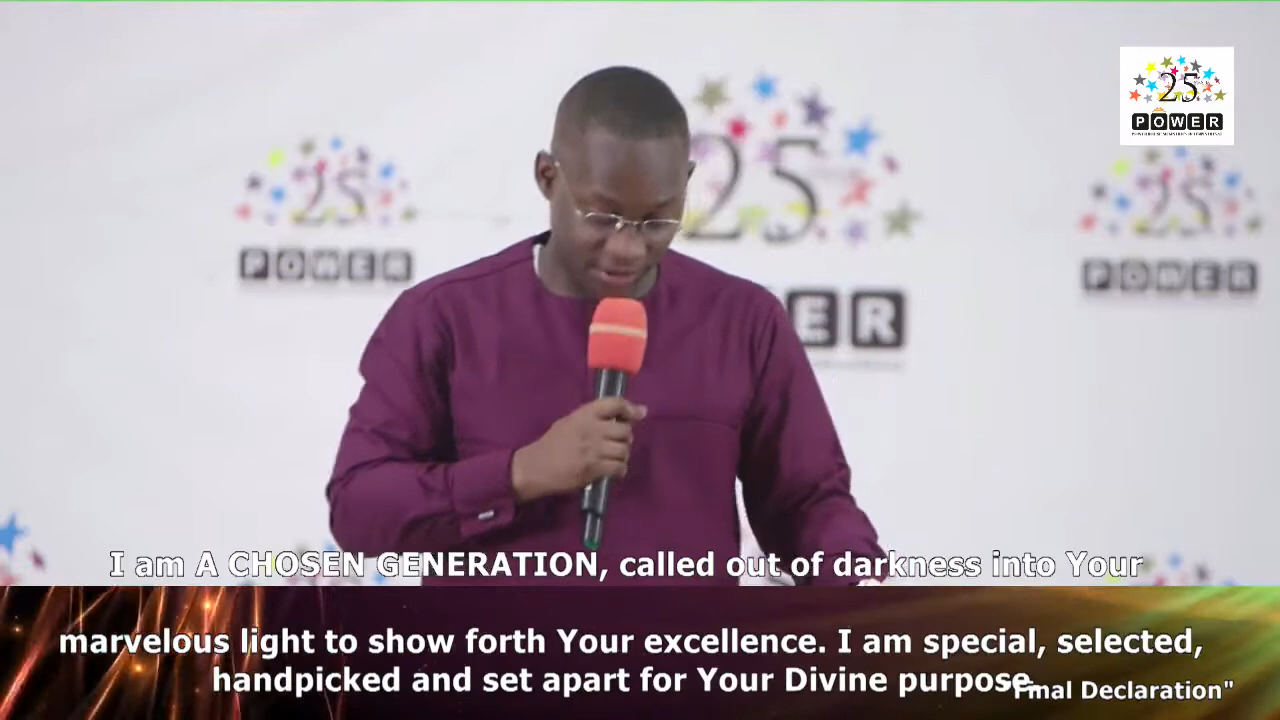 25
POWER
25
POWER
25
ER
25
POWER
I am A CHOSEN GENERATION, called out of darkness into Your
marvelous light to show forth Your excellence. I am special, selected,
handpicked and set apart for Your Divine purpose.
Final Declaration"